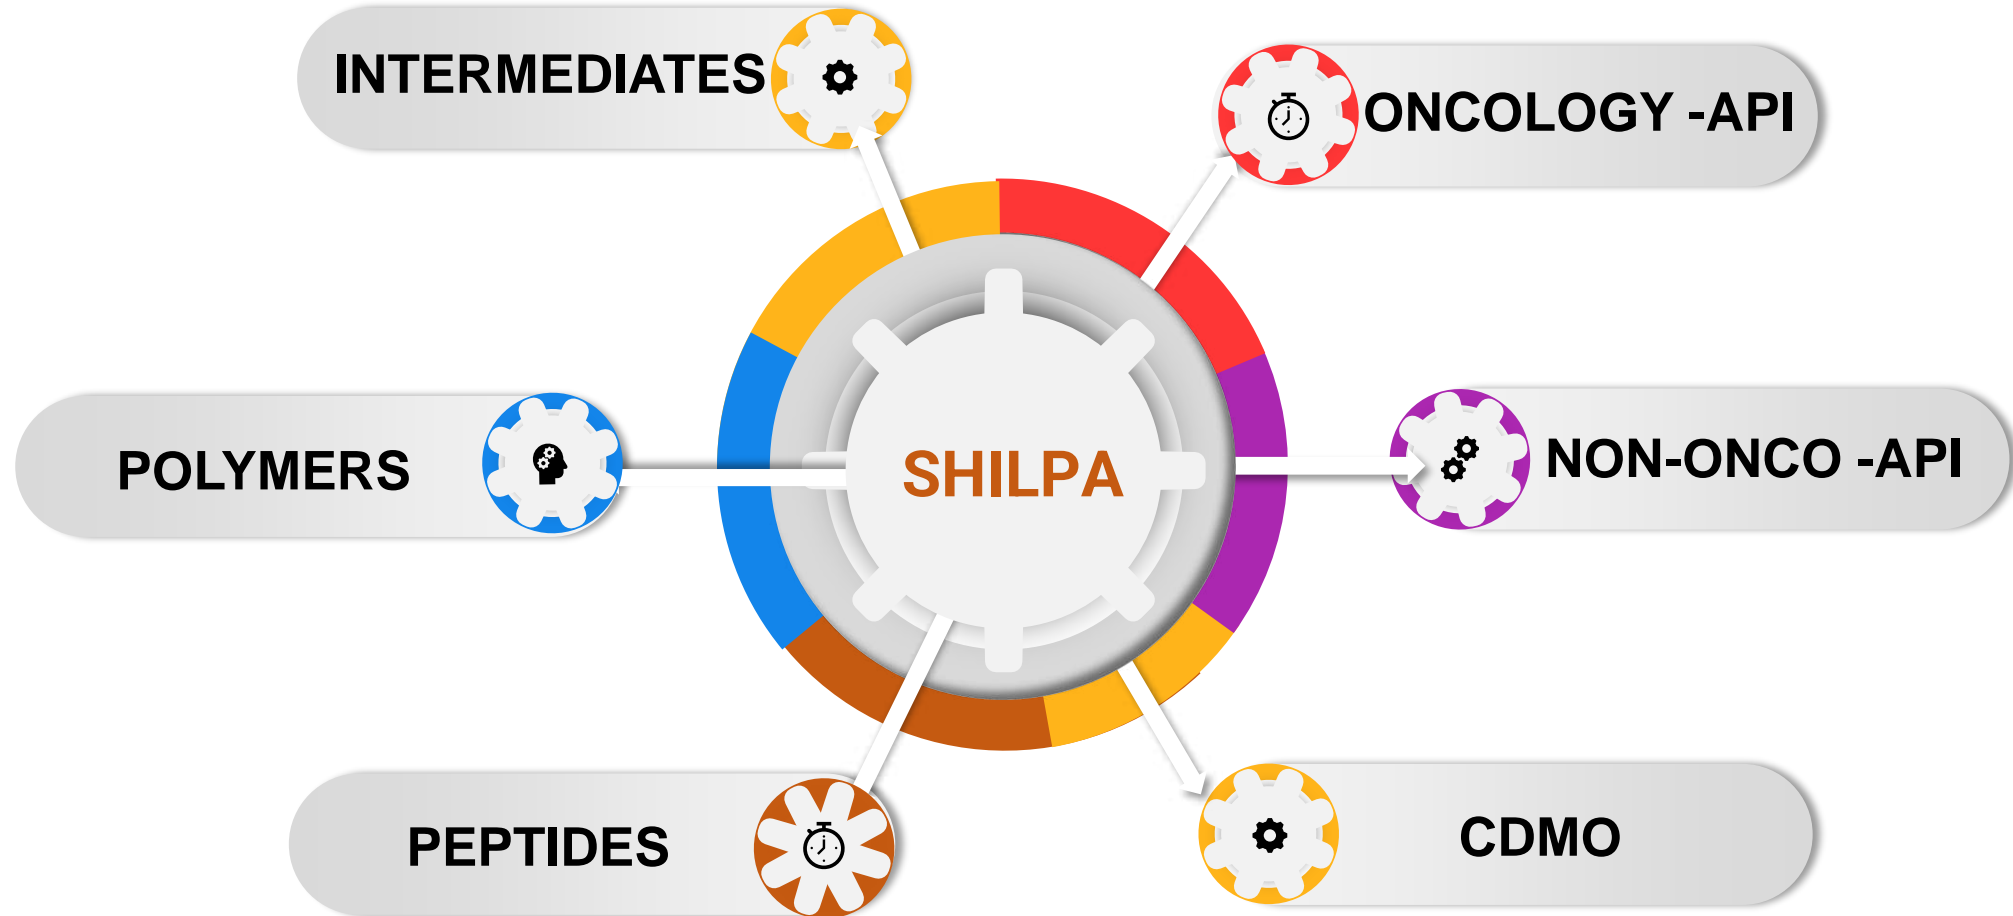 INTERMEDIATES
ONCOLOGY -API
POLYMERS
SHILPA
NON-ONCO -API
PEPTIDES
CDMO